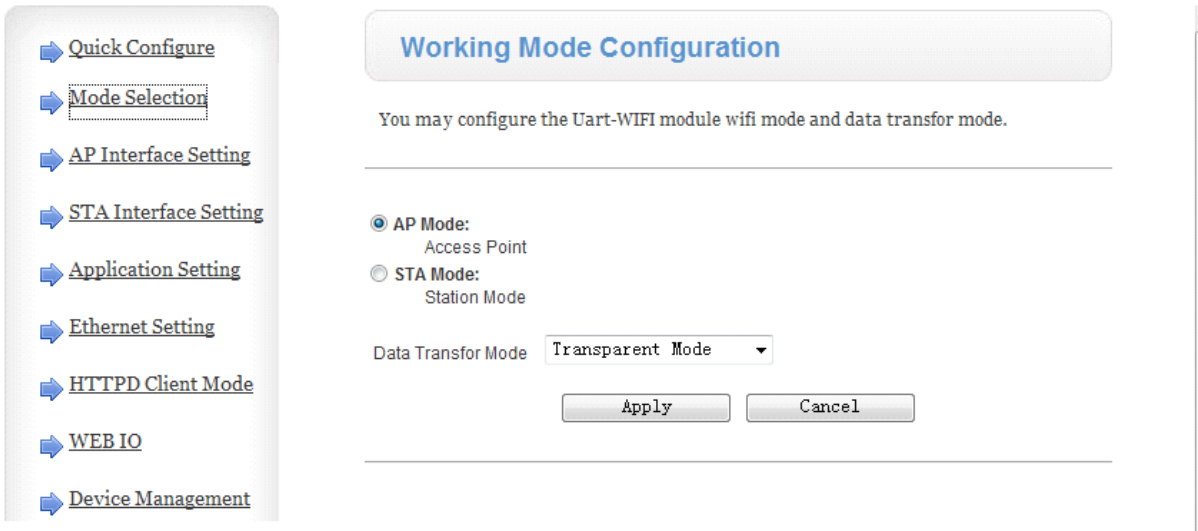 Quick Configure
Mode Selection
AP Interface Setting
STA Interface Setting
Application Setting
Ethernet Setting
HTTPD Client Mode
WEB IO
Device Management
Working Mode Configuration
You may configure the Uart-WIFI module wifi mode and data transfor mode.
AP Mode:
Access Point
STA Mode:
Station Mode
Data Transfor Mode Transparent Mode
Apply Cancel